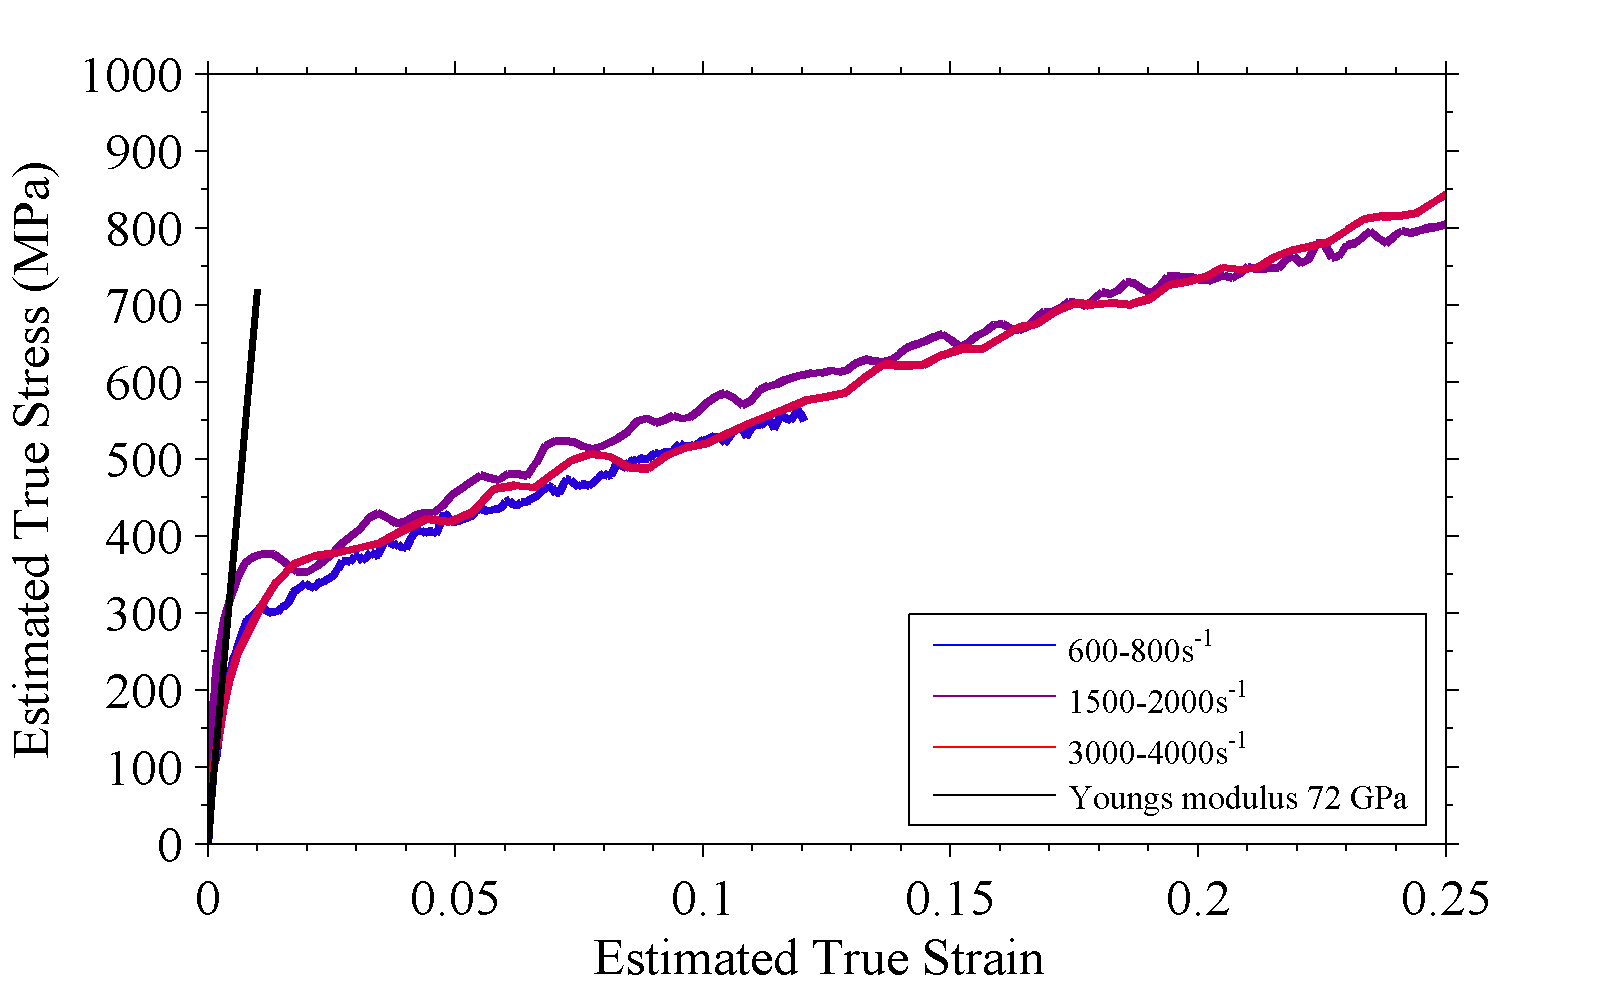 1000
900
800
700
600
500
400
300
200
100
0
Estimated True Stress (MPa)
600-800s-1
1500-2000s-1
3000-4000s-1
Youngs modulus 72 GPa
0 0.05 0.1 0.15 0.2 0.25
Estimated True Strain